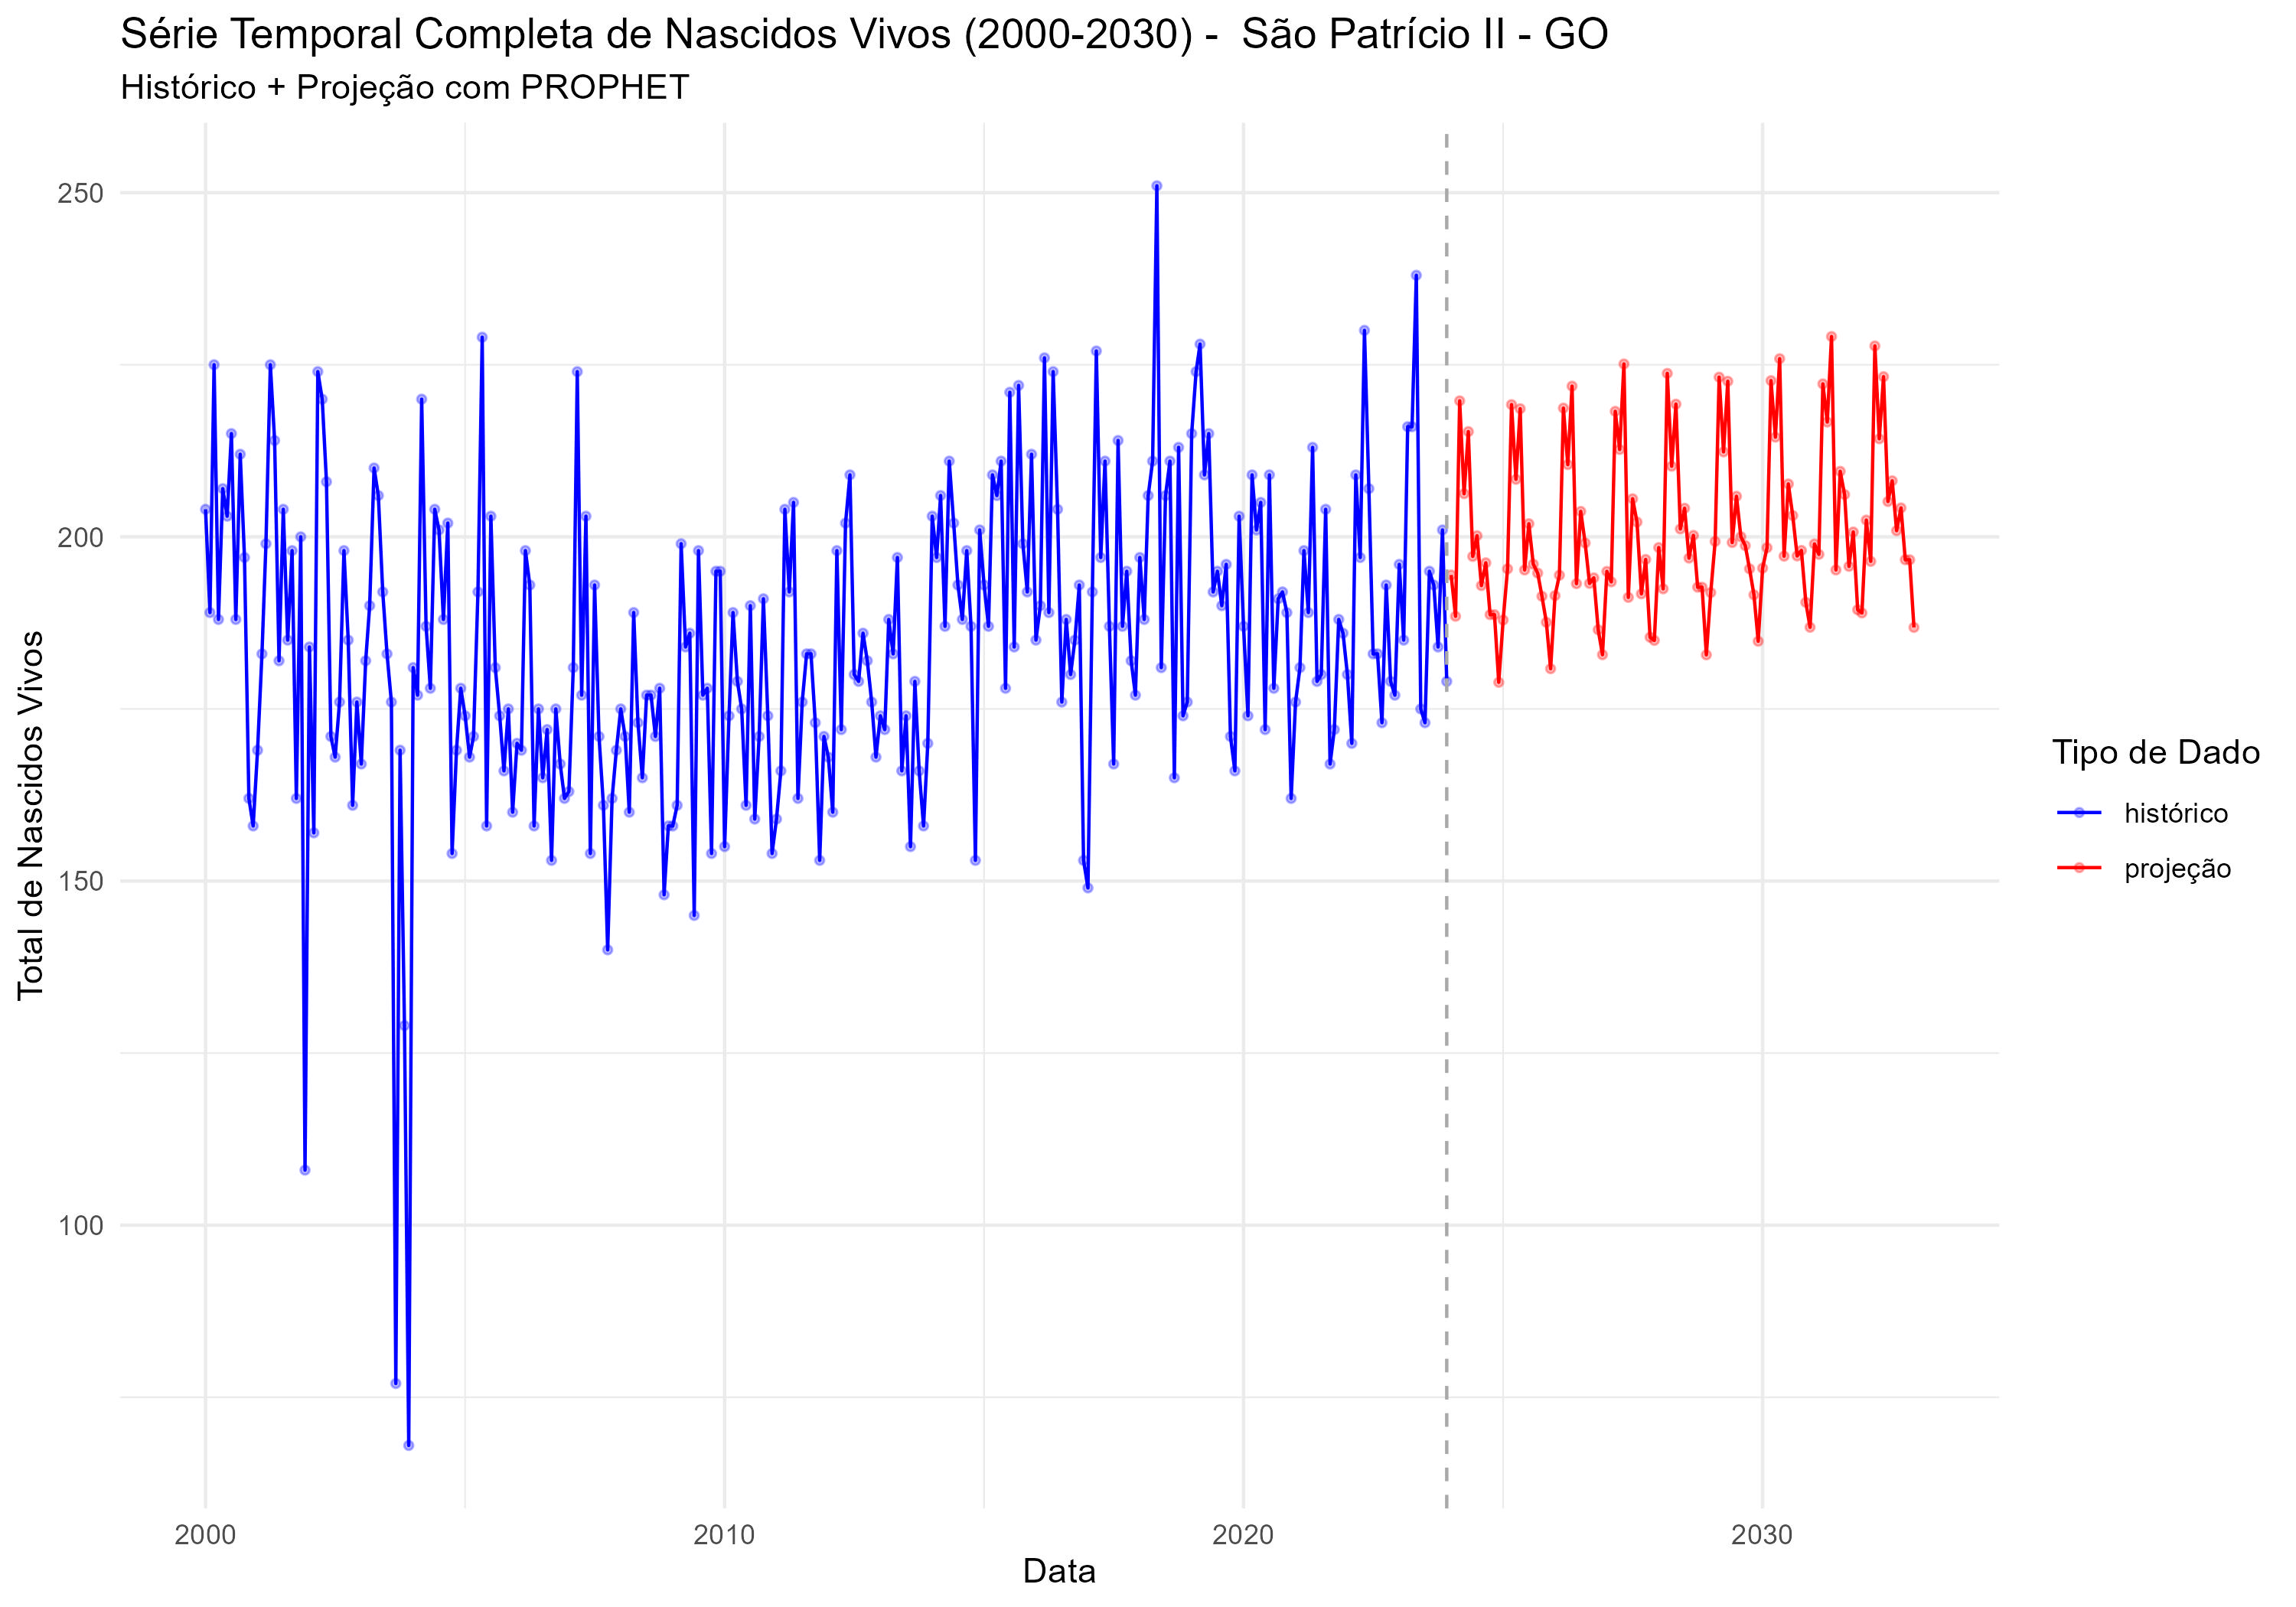 Série Temporal Completa de Nascidos Vivos (2000-2030) -  São Patrício II - GO
Histórico + Projeção com PROPHET
Total de Nascidos Vivos
250
200
150
100
2000
2010
2020
2030
Data
Tipo de Dado
histórico
projeção